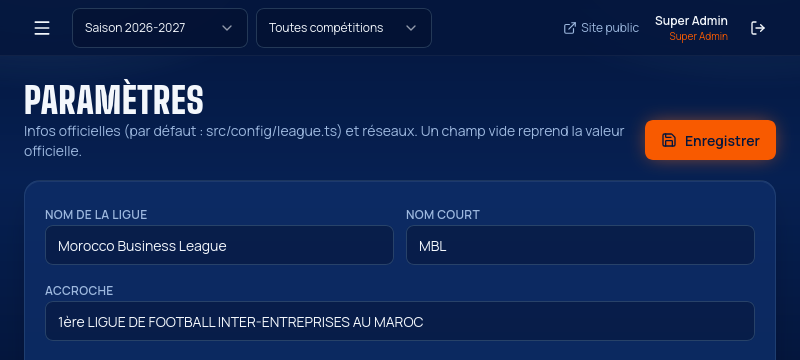 Saison 2026-2027
Toutes compétitions
Site public
Super Admin
Super Admin
PARAMÈTRES
Infos officielles (par défaut : src/config/league.ts) et réseaux. Un champ vide reprend la valeur
officielle.
Enregistrer
NOM DE LA LIGUE
NOM COURT
Morocco Business League
MBL
ACCROCHE
1ère LIGUE DE FOOTBALL INTER-ENTREPRISES AU MAROC